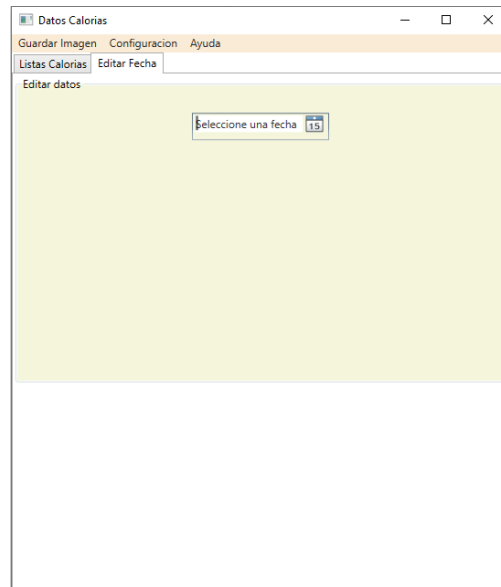 Datos Calorias
Guardar Imagen Configuracion Ayuda
Listas Calorias Editar Fecha
Editar datos
Seleccione una fecha 15